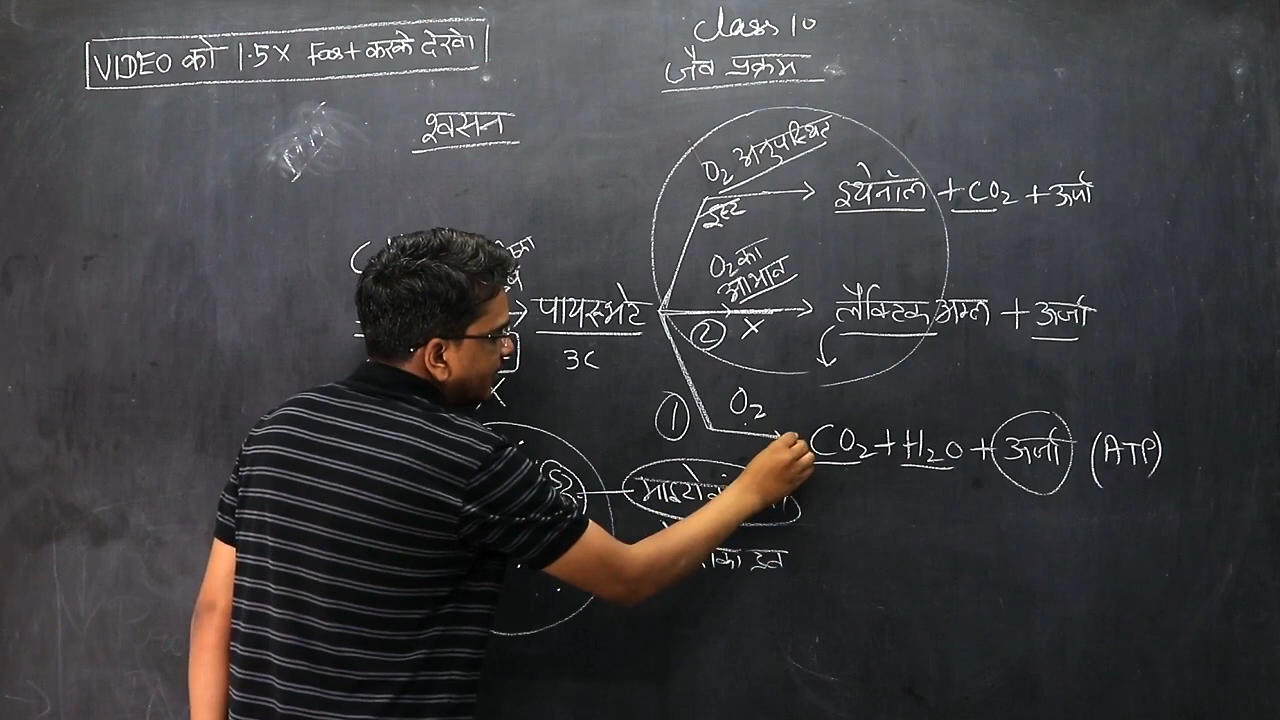 Class 10
VIDEO को 1.5X Fast करके देखे।
जैव प्रक्रम
श्वसन
O₂ अनुपस्थित
इथेनॉल + CO₂ + ऊर्जा
ईस्ट
O₂ का
अभाव
पायरूभेट
लैक्टिक अम्ल + ऊर्जा
② X
3C
① O₂
CO₂ + H₂O + ऊर्जा (ATP)